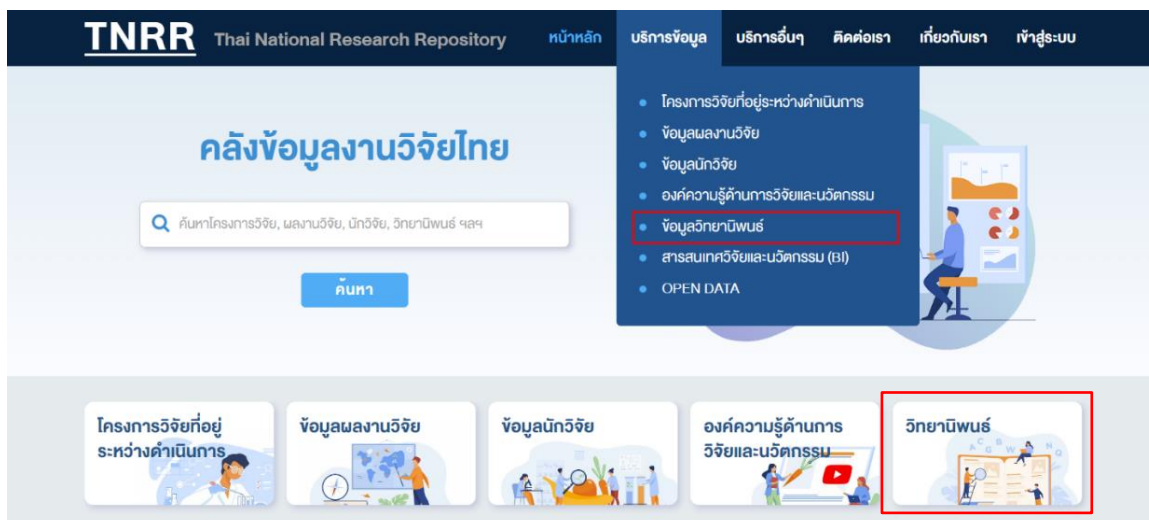 TNRR Thai National Research Repository หน้าหลัก บริการข้อมูล บริการอื่นๆ ติดต่อเรา เกี่ยวกับเรา เข้าสู่ระบบ
โครงการวิจัยที่อยู่ระหว่างดำเนินการ
ข้อมูลผลงานวิจัย
ข้อมูลนักวิจัย
องค์ความรู้ด้านการวิจัยและนวัตกรรม
ข้อมูลวิทยานิพนธ์
สารสนเทศวิจัยและนวัตกรรม (BI)
OPEN DATA
คลังข้อมูลงานวิจัยไทย
ค้นหาโครงการวิจัย, ผลงานวิจัย, นักวิจัย, วิทยานิพนธ์ ฯลฯ
ค้นหา
โครงการวิจัยที่อยู่
ระหว่างดำเนินการ
ข้อมูลผลงานวิจัย
ข้อมูลนักวิจัย
องค์ความรู้ด้านการ
วิจัยและนวัตกรรม
วิทยานิพนธ์